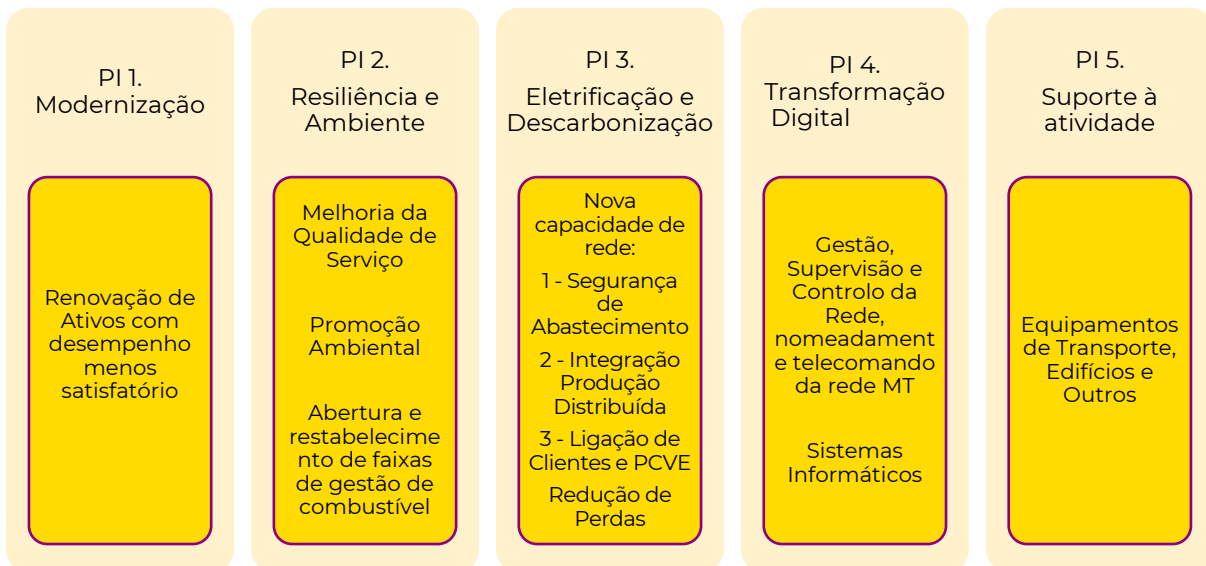 PI 1.
Modernização
Renovação de
Ativos com
desempenho
menos
satisfatório
PI 2.
Resiliência e
Ambiente
Melhoria da
Qualidade de
Serviço
Promoção
Ambiental
Abertura e
restabelecime
nto de faixas
de gestão de
combustível
PI 3.
Eletrificação e
Descarbonização
Nova
capacidade de
rede:
1 - Segurança
de
Abastecimento
2 - Integração
Produção
Distribuída
3 - Ligação de
Clientes e PCVE
Redução de
Perdas
PI 4.
Transformação
Digital
Gestão,
Supervisão e
Controlo da
Rede,
nomeadament
e telecomando
da rede MT
Sistemas
Informáticos
PI 5.
Suporte à
atividade
Equipamentos
de Transporte,
Edifícios e
Outros